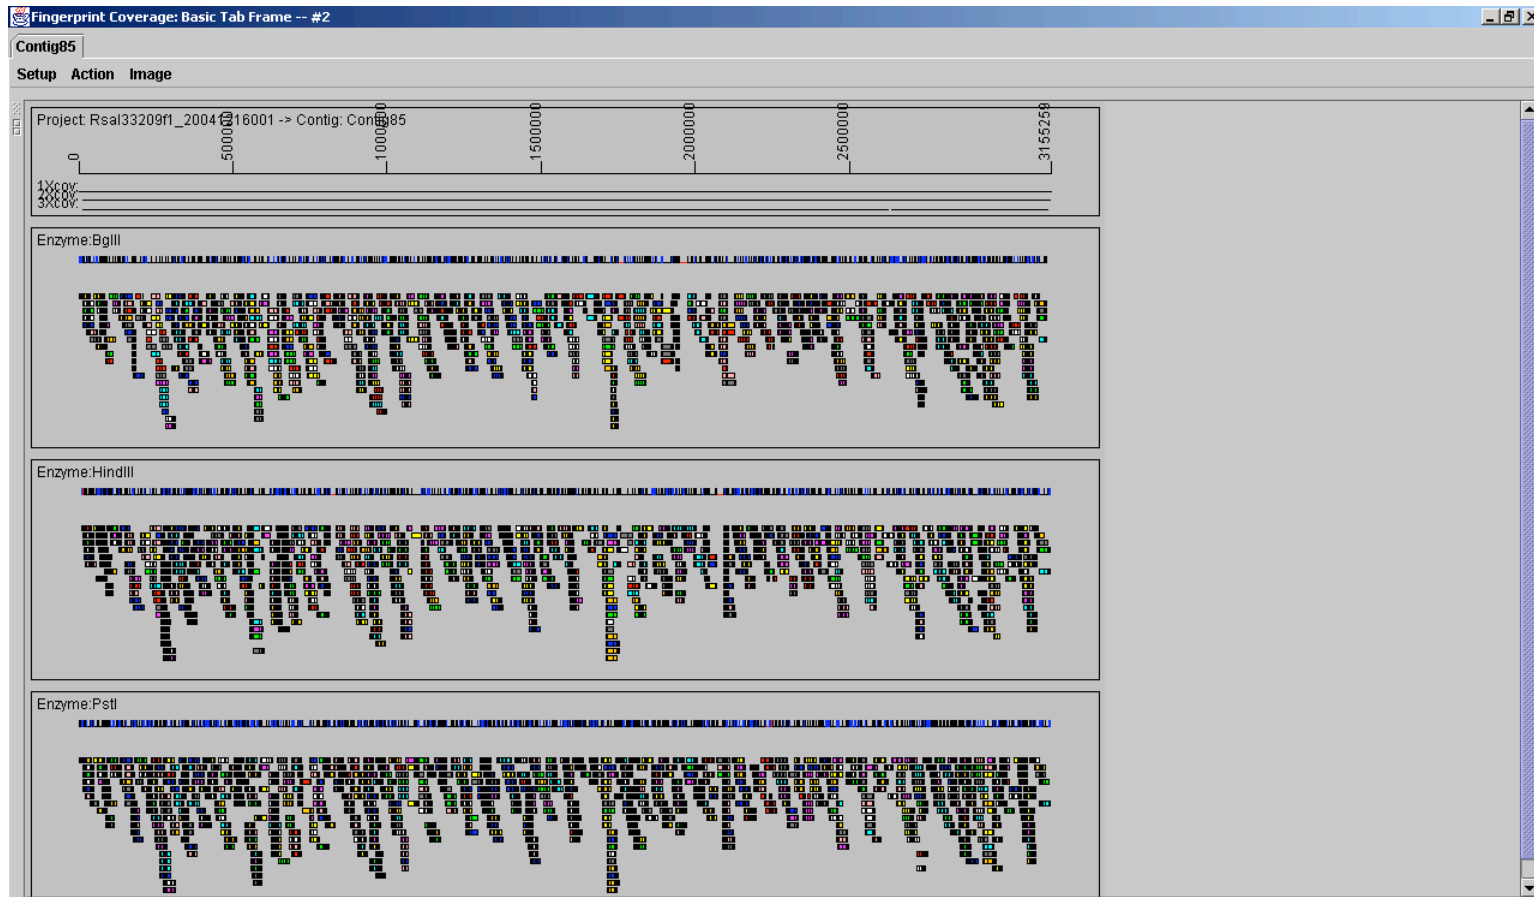 Fingerprint Coverage: Basic Tab Frame -- #2
Contig85
Setup Action Image
Project: Rsal33209f1_20041216001 -> Contig: Contig85
0 500000 1000000 1500000 2000000 2500000 3155259
1Xcov:
2Xcov:
3Xcov:
Enzyme:BglII
Enzyme:HindIII
Enzyme:PstI